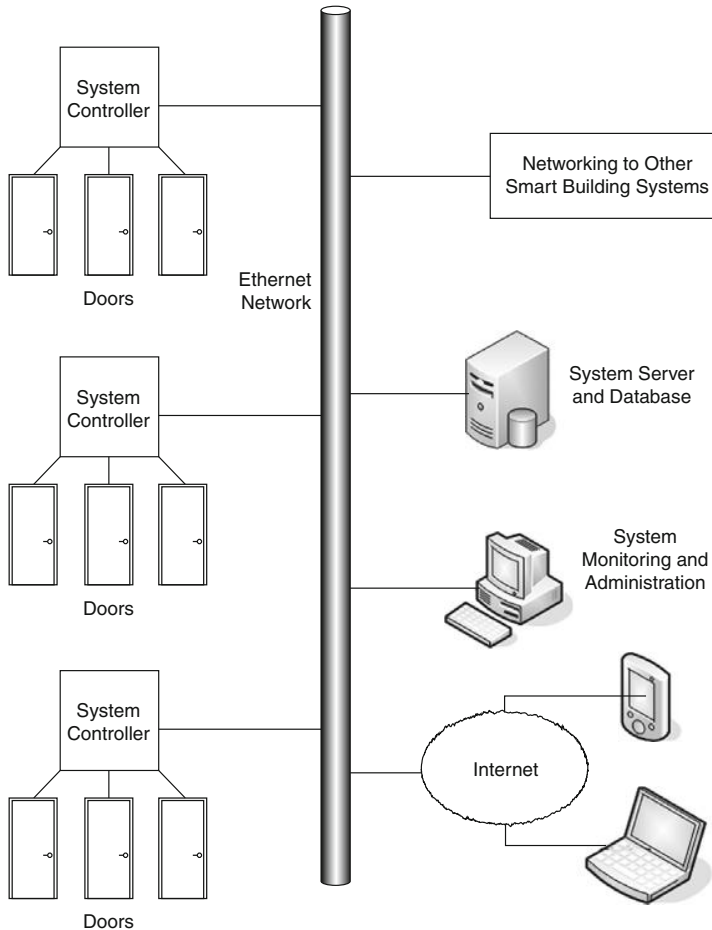 System
Controller
Doors
Ethernet
Network
System
Controller
Doors
System
Controller
Doors
Networking to Other
Smart Building Systems
System Server
and Database
System
Monitoring and
Administration
Internet